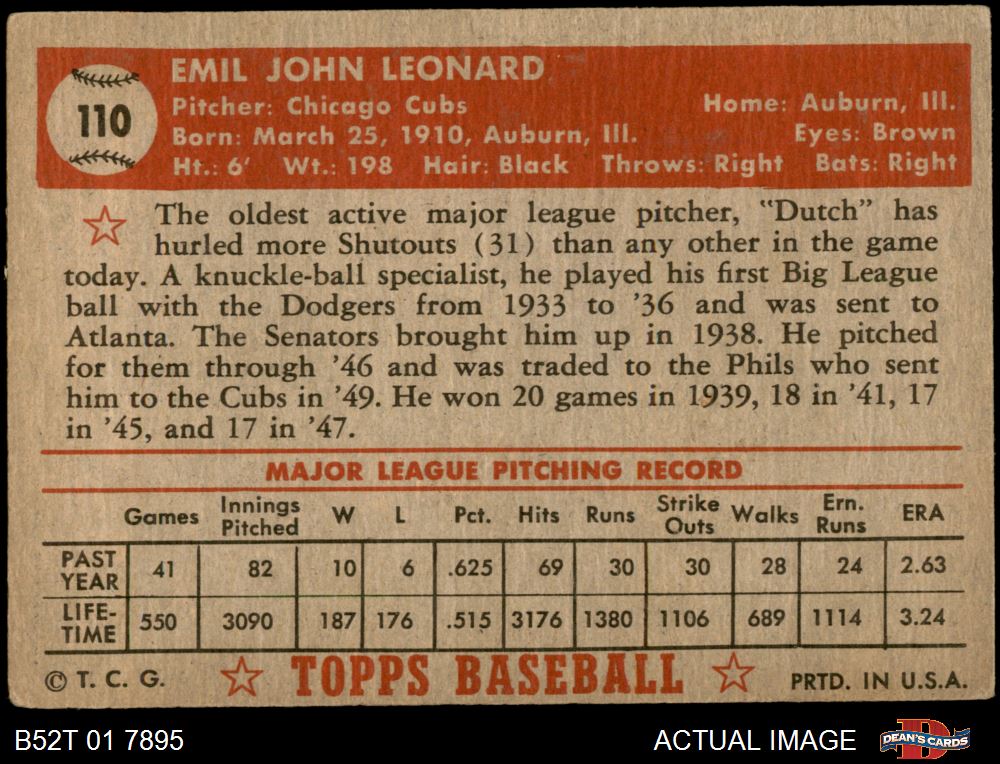 110
EMIL JOHN LEONARD
Pitcher: Chicago Cubs Home: Auburn, Ill.
Born: March 25, 1910, Auburn, Ill. Eyes: Brown
Ht.: 6' Wt.: 198 Hair: Black Throws: Right Bats: Right
The oldest active major league pitcher, "Dutch" has
hurled more Shutouts (31) than any other in the game
today. A knuckle-ball specialist, he played his first Big League
ball with the Dodgers from 1933 to '36 and was sent to
Atlanta. The Senators brought him up in 1938. He pitched
for them through '46 and was traded to the Phils who sent
him to the Cubs in '49. He won 20 games in 1939, 18 in '41, 17
in '45, and 17 in '47.
MAJOR LEAGUE PITCHING RECORD
Games Innings Pitched W L Pct. Hits Runs Strike Outs Walks Ern. Runs ERA
PAST YEAR 41 82 10 6 .625 69 30 30 28 24 2.63
LIFE-TIME 550 3090 187 176 .515 3176 1380 1106 689 1114 3.24
© T. C. G. TOPPS BASEBALL PRTD. IN U.S.A.
B52T 01 7895 ACTUAL IMAGE DEAN'S CARDS